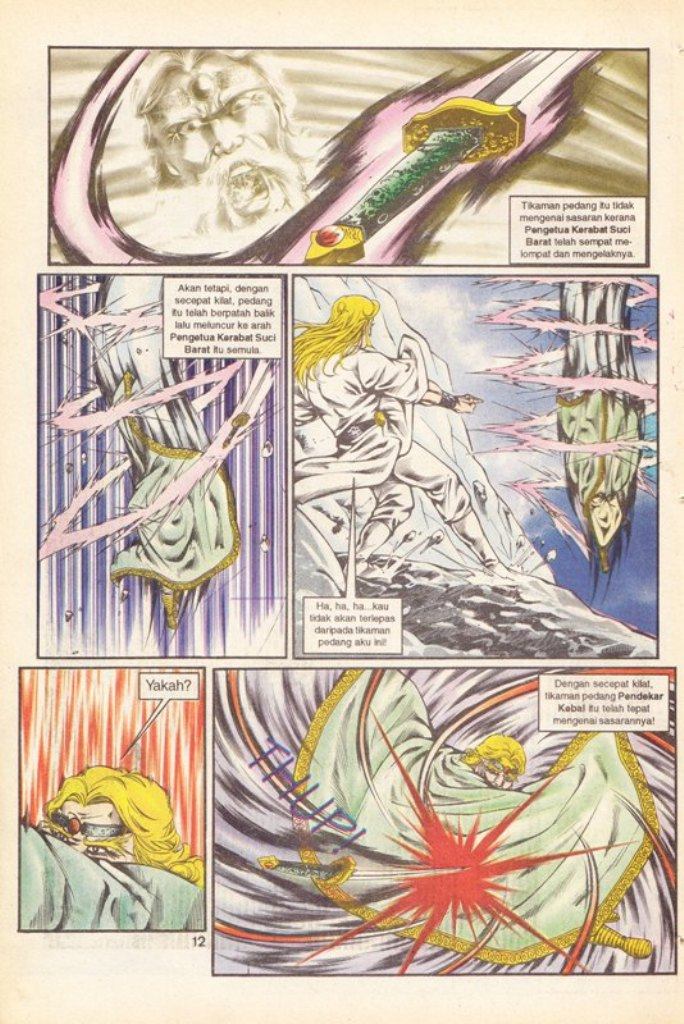 Tikaman pedang itu tidak
mengenai sasaran kerana
Pengetua Kerabat Suci
Barat telah sempat me-
lompat dan mengelaknya.
Akan tetapi, dengan
secepat kilat, pedang
itu telah berpatah balik
lalu meluncur ke arah
Pengetua Kerabat Suci
Barat itu semula.
Ha, ha, ha...kau
tidak akan terlepas
daripada tikaman
pedang aku ini!
Yakah?
Dengan secepat kilat,
tikaman pedang Pendekar
Kebal itu telah tepat
mengenai sasarannya!
THUP!
12